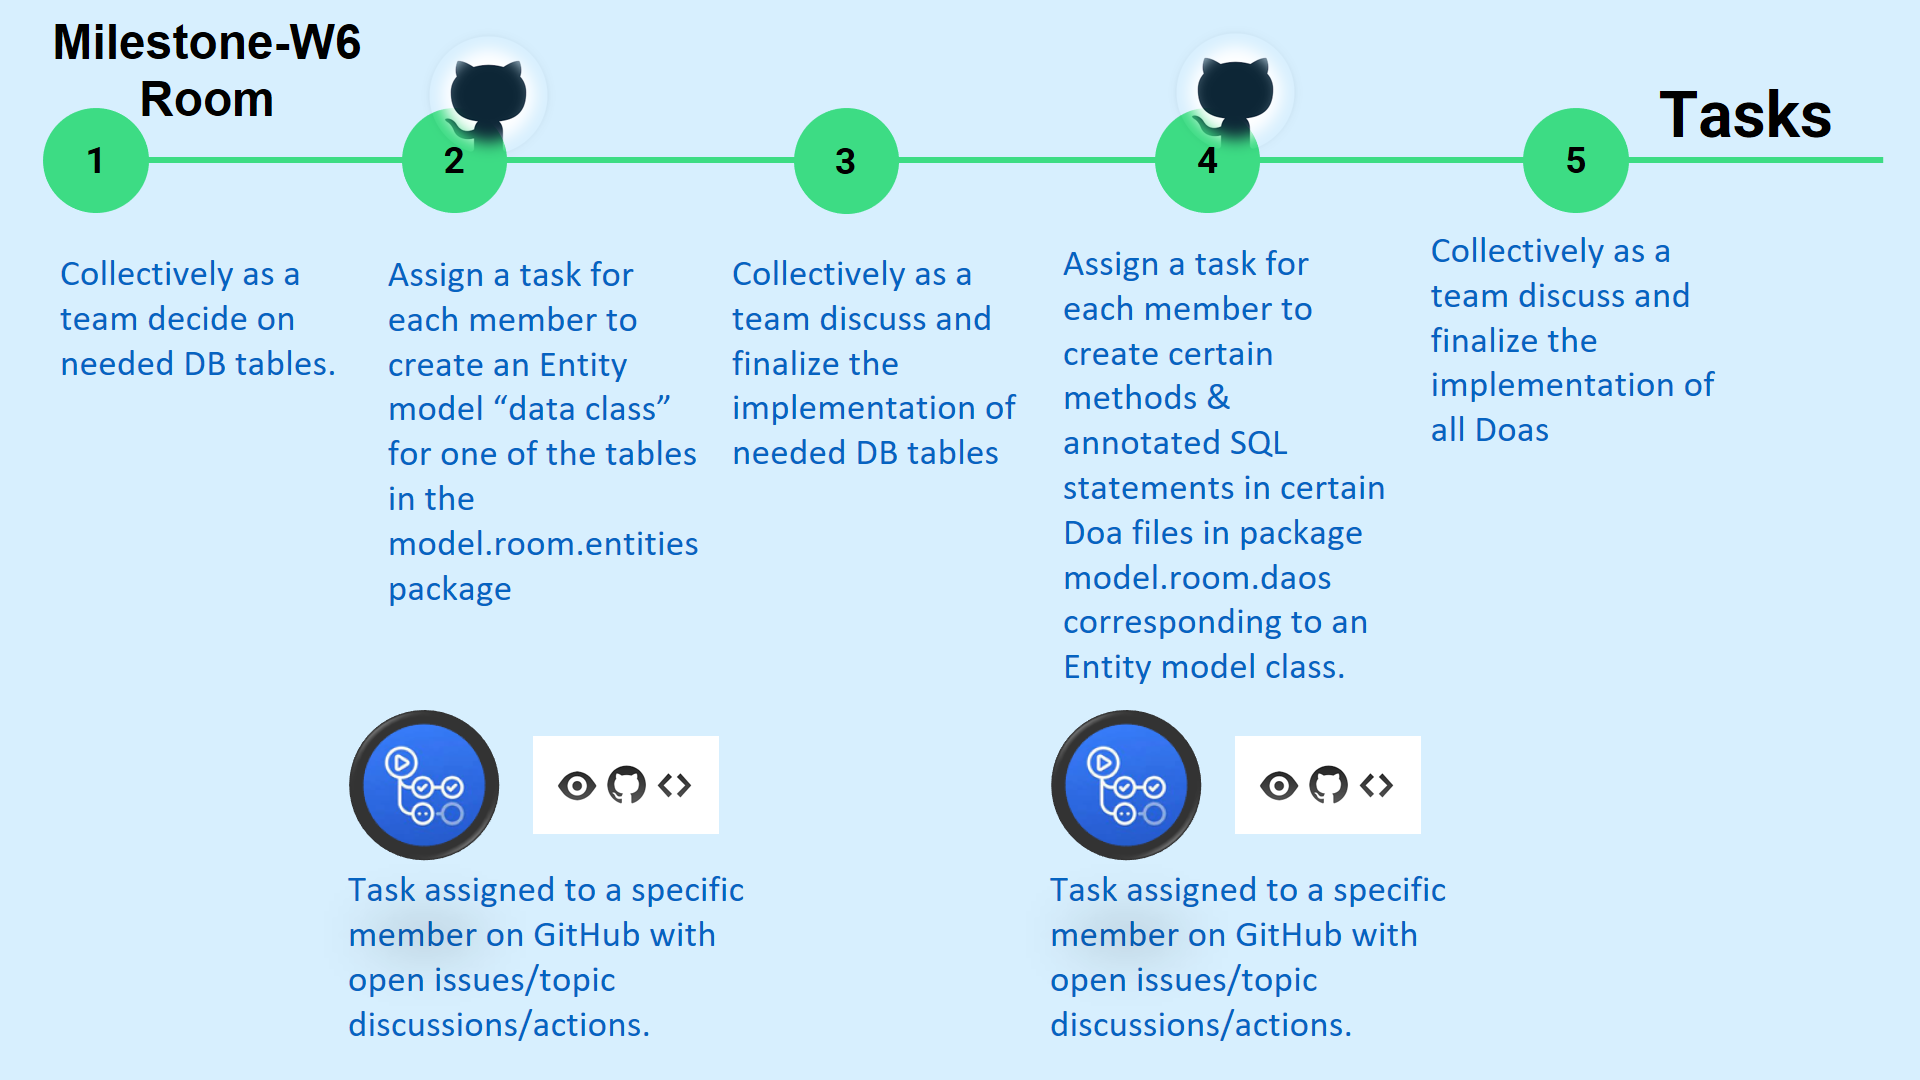 Milestone-W6
Room
Tasks
1
2
3
4
5
Collectively as a
team decide on
needed DB tables.
Assign a task for
each member to
create an Entity
model “data class”
for one of the tables
in the
model.room.entities
package
Collectively as a
team discuss and
finalize the
implementation of
needed DB tables
Assign a task for
each member to
create certain
methods &
annotated SQL
statements in certain
Doa files in package
model.room.daos
corresponding to an
Entity model class.
Collectively as a
team discuss and
finalize the
implementation of
all Doas
Task assigned to a specific
member on GitHub with
open issues/topic
discussions/actions.
Task assigned to a specific
member on GitHub with
open issues/topic
discussions/actions.